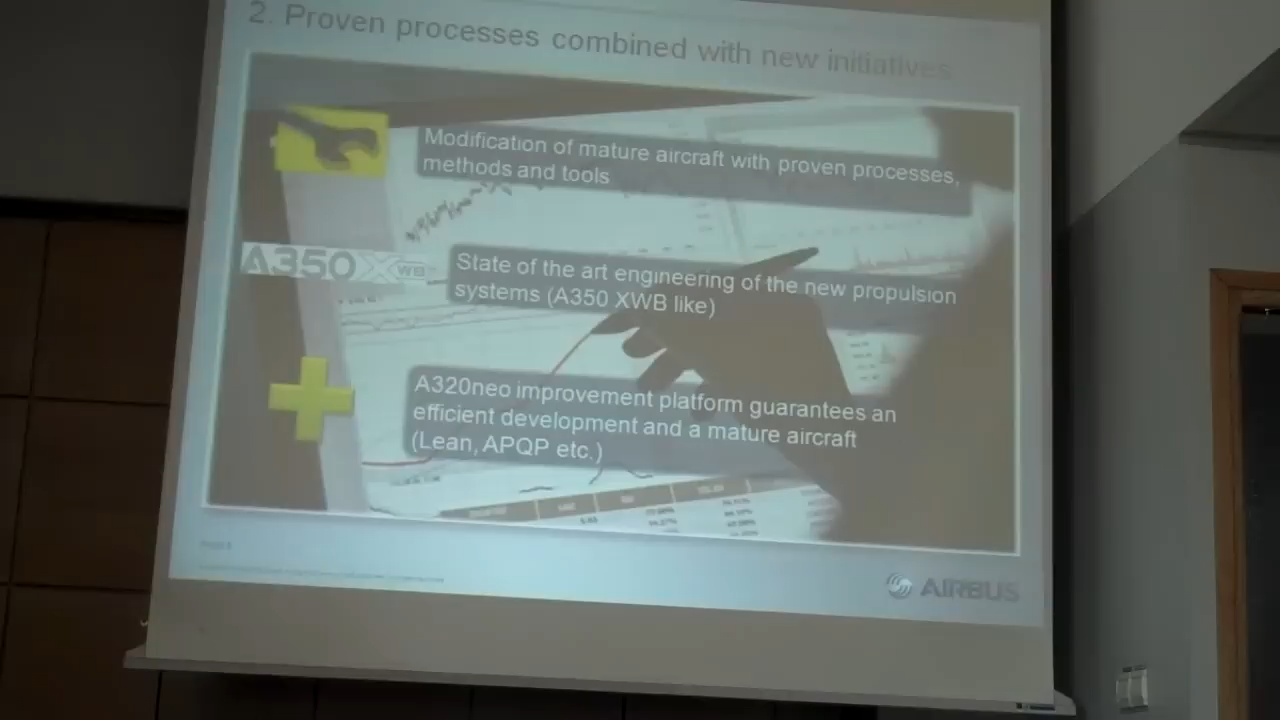 2. Proven processes combined with new initiatives
Modification of mature aircraft with proven processes,
methods and tools
A350 XWB
State of the art engineering of the new propulsion
systems (A350 XWB like)
A320neo improvement platform guarantees an
efficient development and a mature aircraft
(Lean, APQP etc.)
AIRBUS